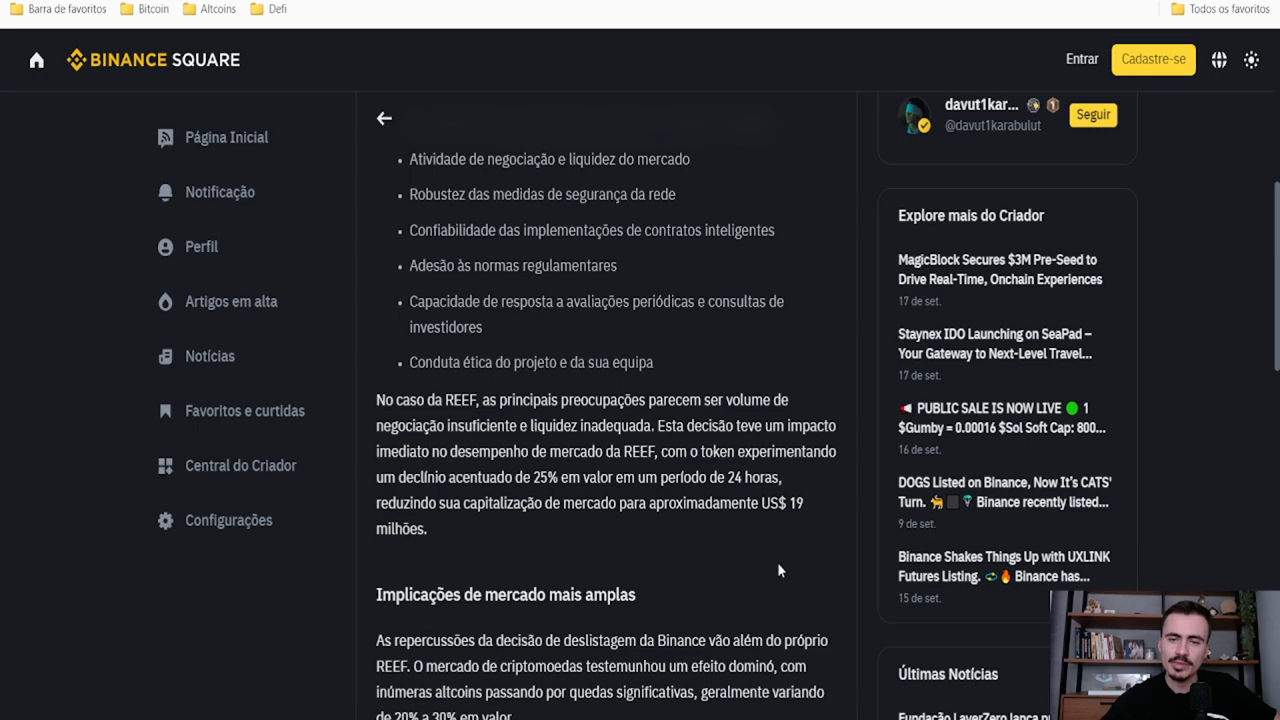 Barra de favoritos
Bitcoin
Altcoins
Defi
Todos os favoritos
BINANCE SQUARE
Entrar
Cadastre-se
Página Inicial
Notificação
Perfil
Artigos em alta
Notícias
Favoritos e curtidas
Central do Criador
Configurações
• Atividade de negociação e liquidez do mercado
• Robustez das medidas de segurança da rede
• Confiabilidade das implementações de contratos inteligentes
• Adesão às normas regulamentares
• Capacidade de resposta a avaliações periódicas e consultas de
investidores
• Conduta ética do projeto e da sua equipa
No caso da REEF, as principais preocupações parecem ser volume de
negociação insuficiente e liquidez inadequada. Esta decisão teve um impacto
imediato no desempenho de mercado da REEF, com o token experimentando
um declínio acentuado de 25% em valor em um período de 24 horas,
reduzindo sua capitalização de mercado para aproximadamente US$ 19
milhões.
Implicações de mercado mais amplas
As repercussões da decisão de deslistagem da Binance vão além do próprio
REEF. O mercado de criptomoedas testemunhou um efeito dominó, com
inúmeras altcoins passando por quedas significativas, geralmente variando
de 20% a 30% em valor.
davut1kar...
@davut1karabulut
Seguir
Explore mais do Criador
MagicBlock Secures $3M Pre-Seed to
Drive Real-Time, Onchain Experiences
17 de set.
Staynex IDO Launching on SeaPad –
Your Gateway to Next-Level Travel...
17 de set.
📢 PUBLIC SALE IS NOW LIVE 🟢 1
$Gumby = 0.00016 $Sol Soft Cap: 800...
16 de set.
DOGS Listed on Binance, Now It's CATS'
Turn. Binance recently listed...
9 de set.
Binance Shakes Things Up with UXLINK
Futures Listing. Binance has...
15 de set.
Últimas Notícias
Fundação LayerZero lança